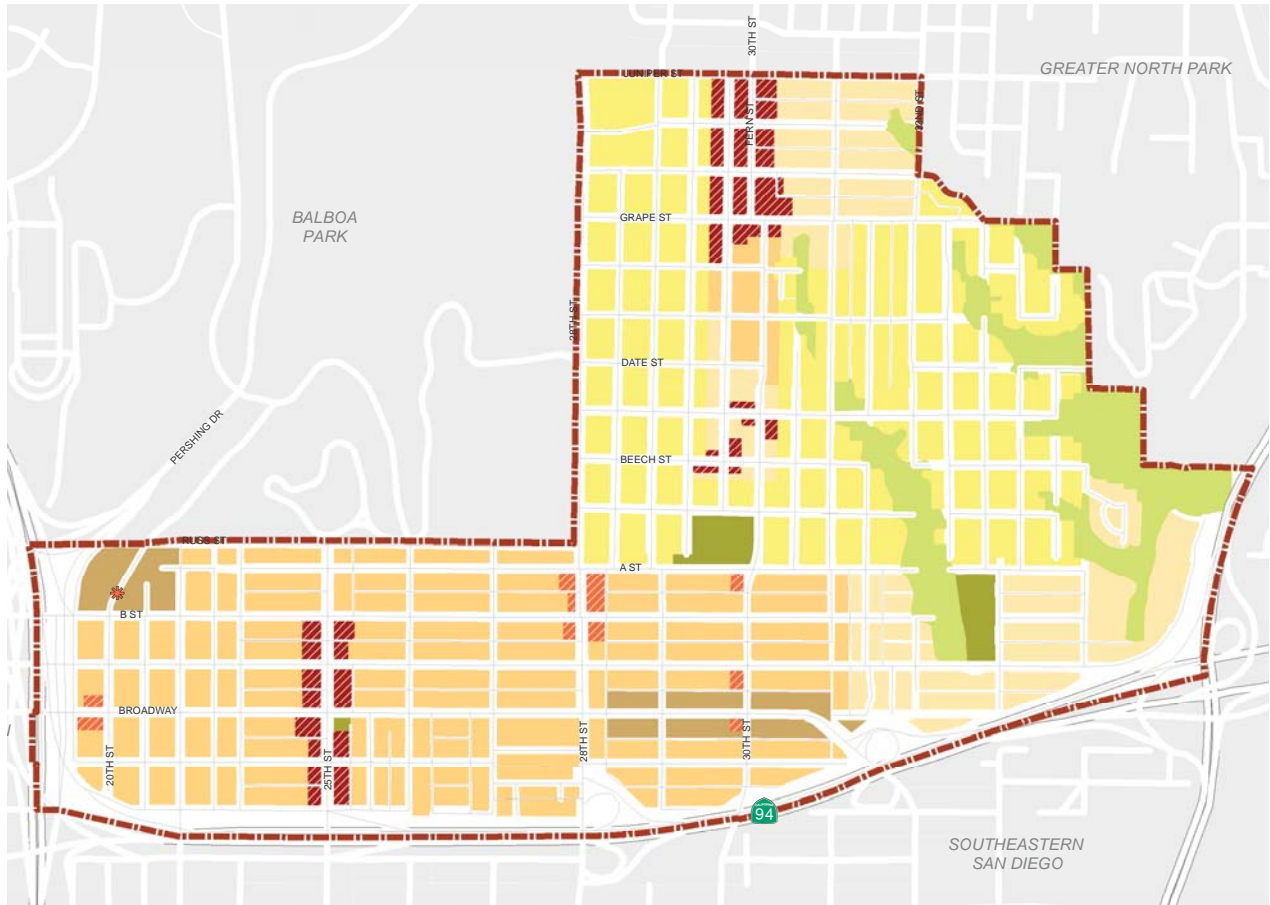 30TH ST
JUNIPER ST
GREATER NORTH PARK
FERN ST
32ND ST
BALBOA
PARK
GRAPE ST
28TH ST
DATE ST
PERSHING DR
BEECH ST
RUSS ST
A ST
B ST
BROADWAY
20TH ST
25TH ST
28TH ST
30TH ST
CALIFORNIA
94
SOUTHEASTERN
SAN DIEGO